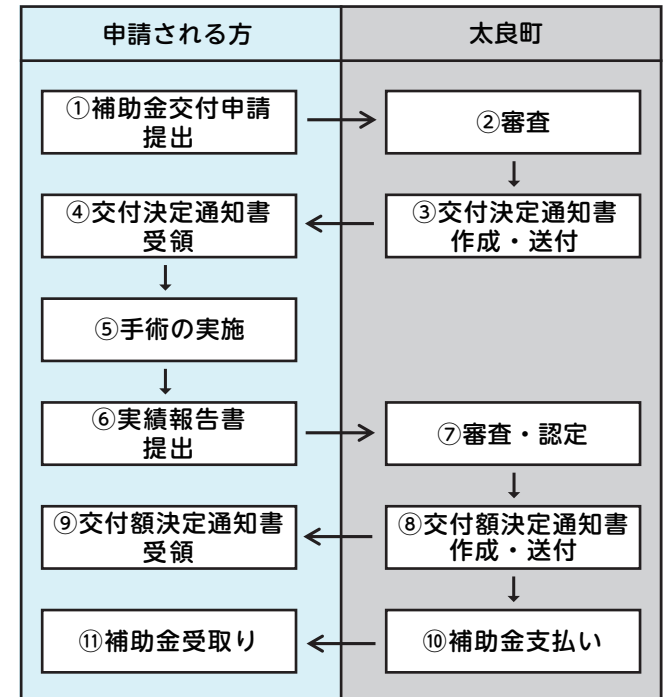 申請される方
太良町
①補助金交付申請
提出
②審査
③交付決定通知書
作成・送付
④交付決定通知書
受領
⑤手術の実施
⑥実績報告書
提出
⑦審査・認定
⑧交付額決定通知書
作成・送付
⑨交付額決定通知書
受領
⑩補助金支払い
⑪補助金受取り